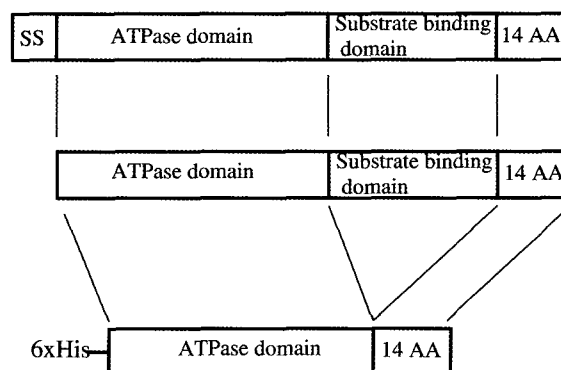 SS ATPase domain Substrate binding domain 14 AA
ATPase domain Substrate binding domain 14 AA
6xHis ATPase domain 14 AA